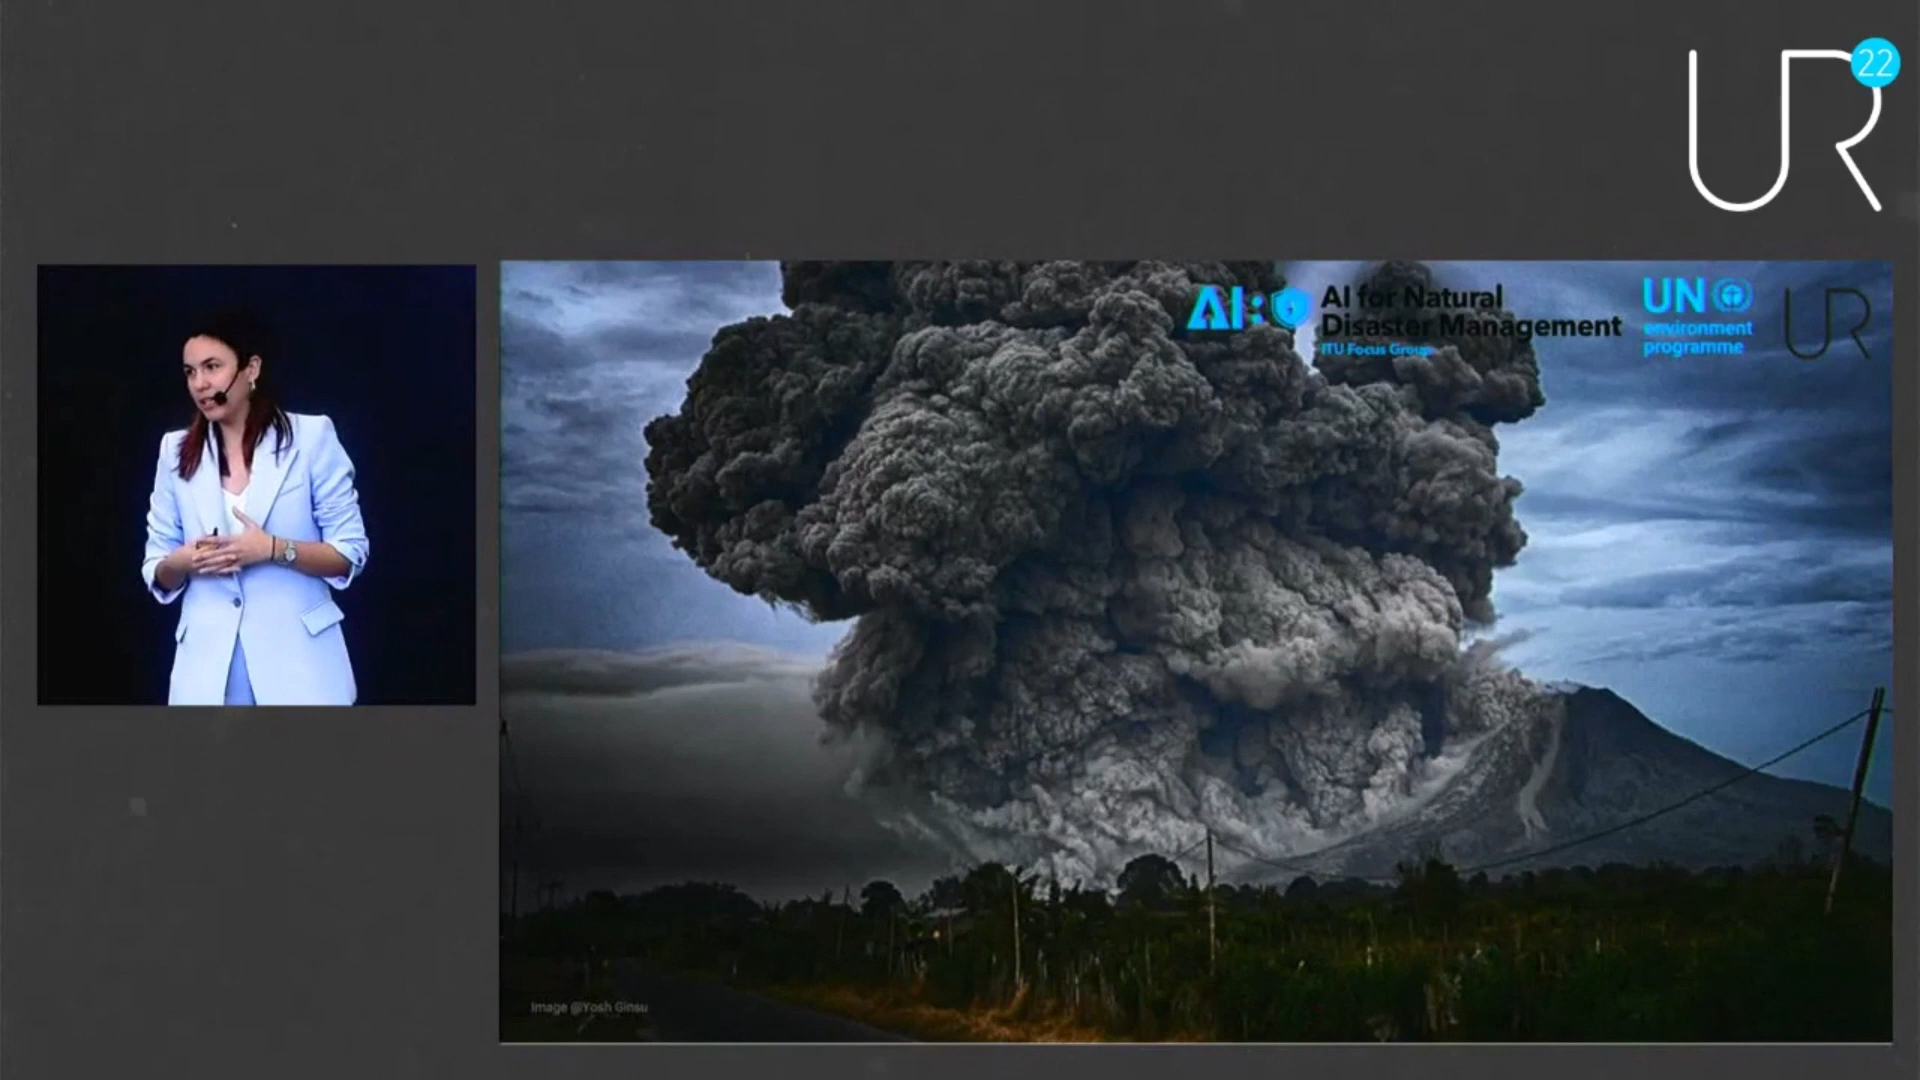 UR
22
AI:
AI for Natural
Disaster Management
ITU Focus Group
UN
environment
programme
UR
Image @Yosh Ginsu